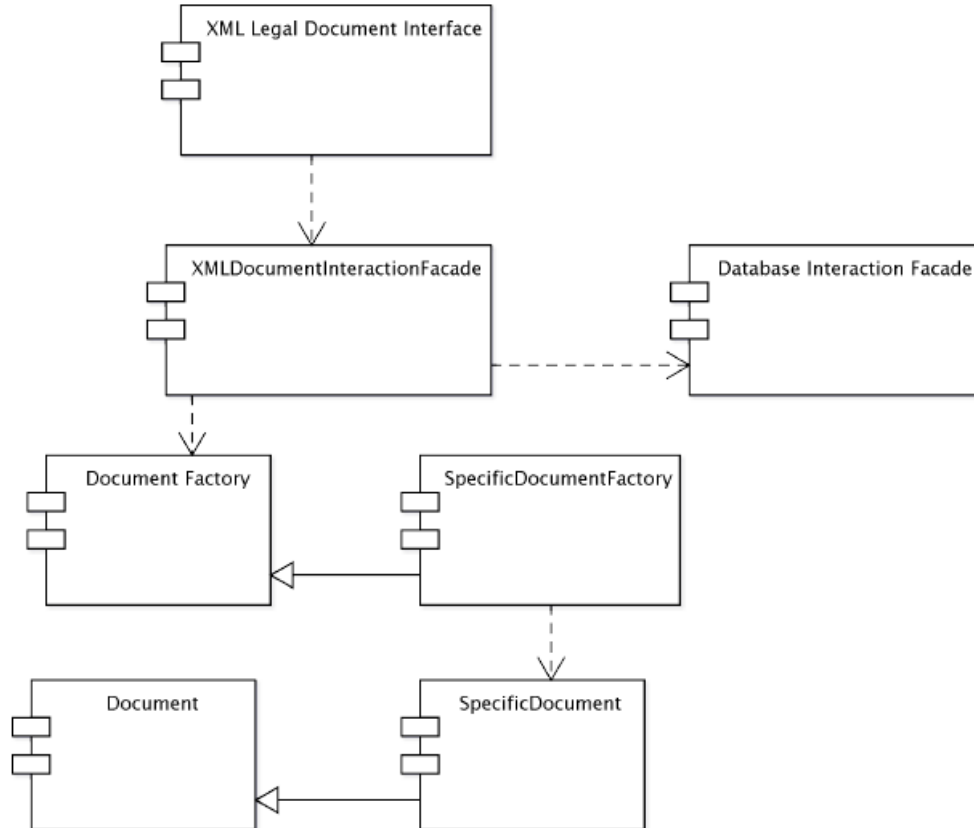 XML Legal Document Interface
XMLDocumentInteractionFacade
Database Interaction Facade
Document Factory
SpecificDocumentFactory
Document
SpecificDocument